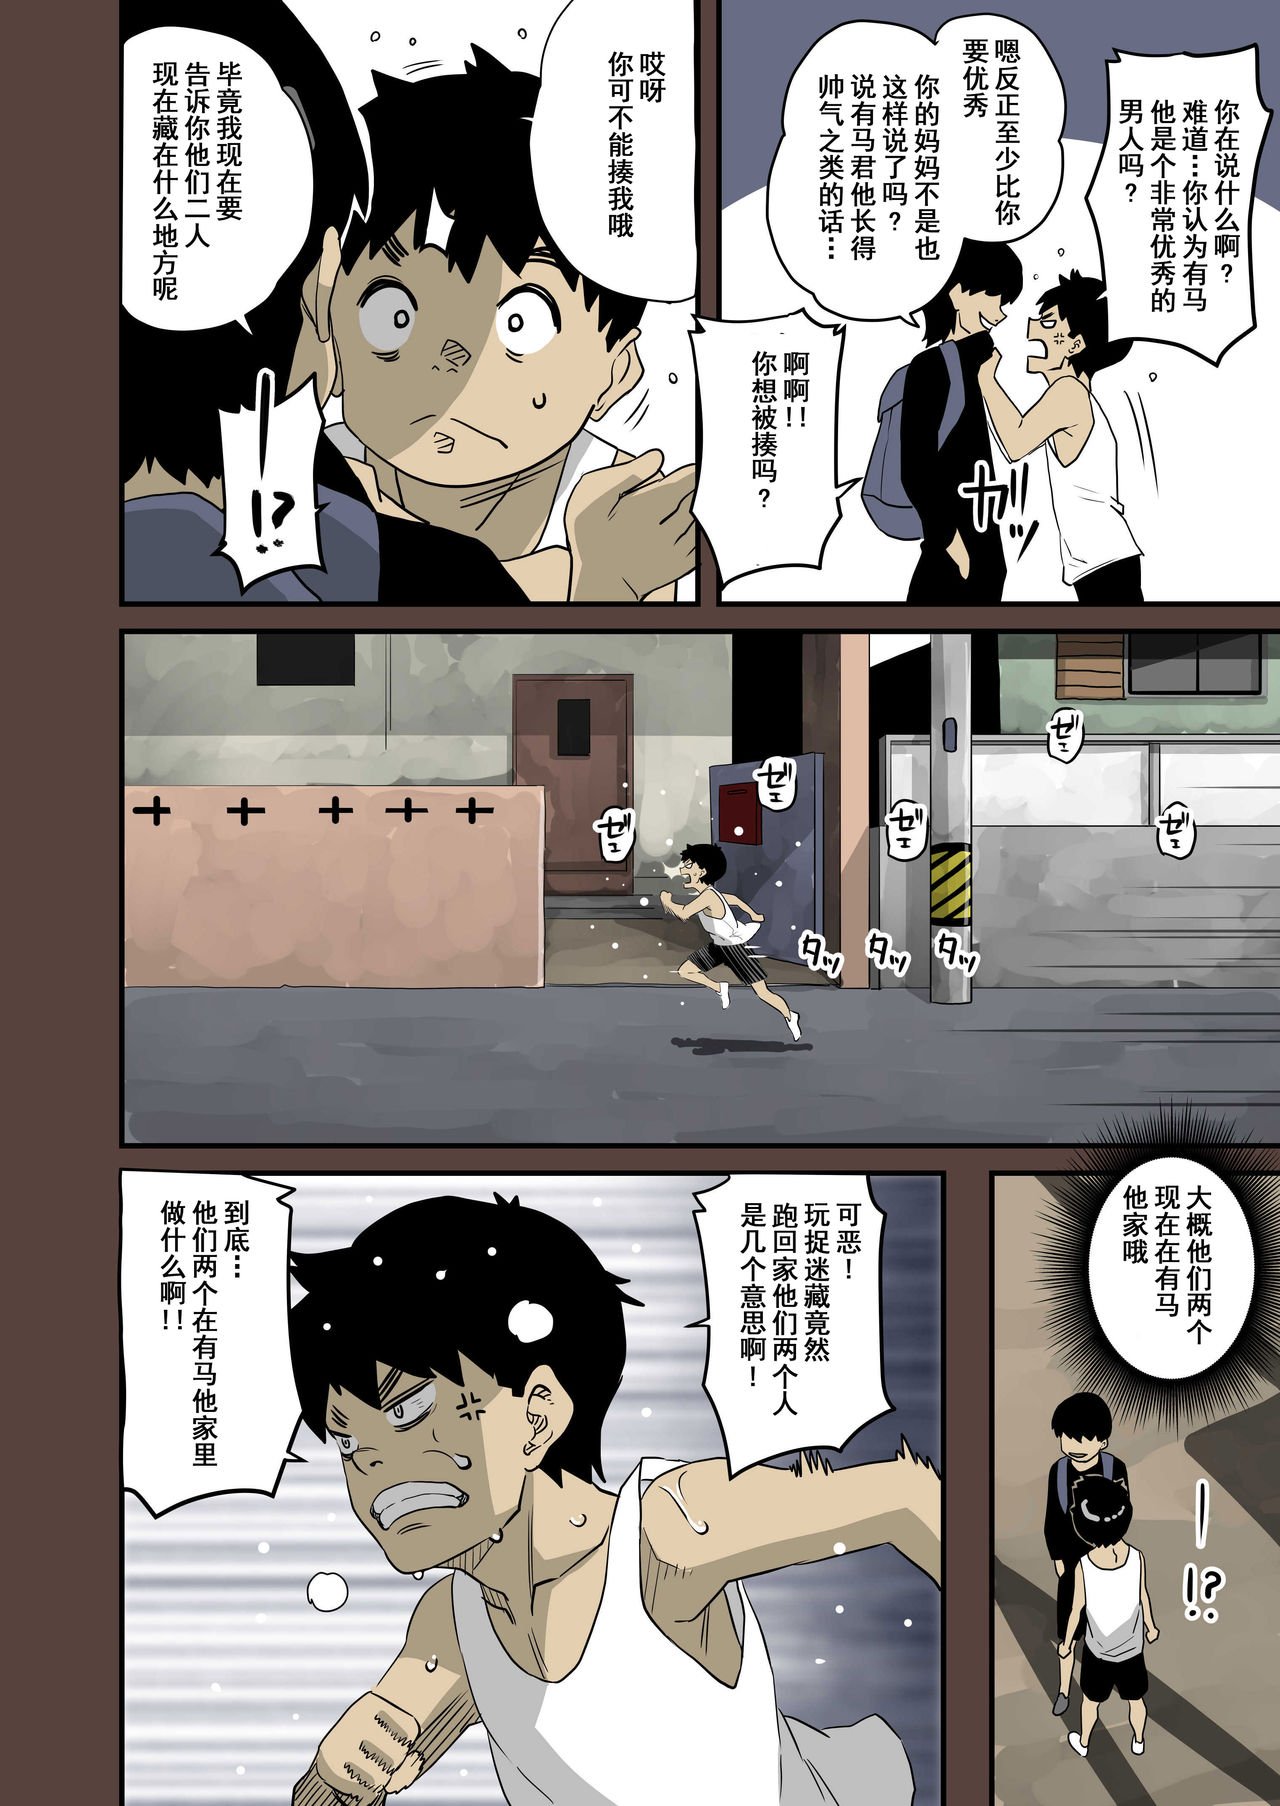 你在说什么啊？
难道…你认为有马
他是个非常优秀的
男人吗？
嗯反正至少比你
要优秀
你的妈妈不是也
这样说了吗？
说有马君他长得
帅气之类的话…
ガッ
啊啊!!
你想被揍吗？
哎呀
你可不能揍我哦
毕竟我现在要
告诉你他们二人
现在藏在什么地方呢
!?
ゼェ
ゼェ
ゼェ
ゼェ
ゼェ
タッ
タッ
タッ
大概他们两个
现在在有马
他家哦
!?
可恶！
玩捉迷藏竟然
跑回家他们两个人
是几个意思啊！
到底…
他们两个在有马他家里
做什么啊!!